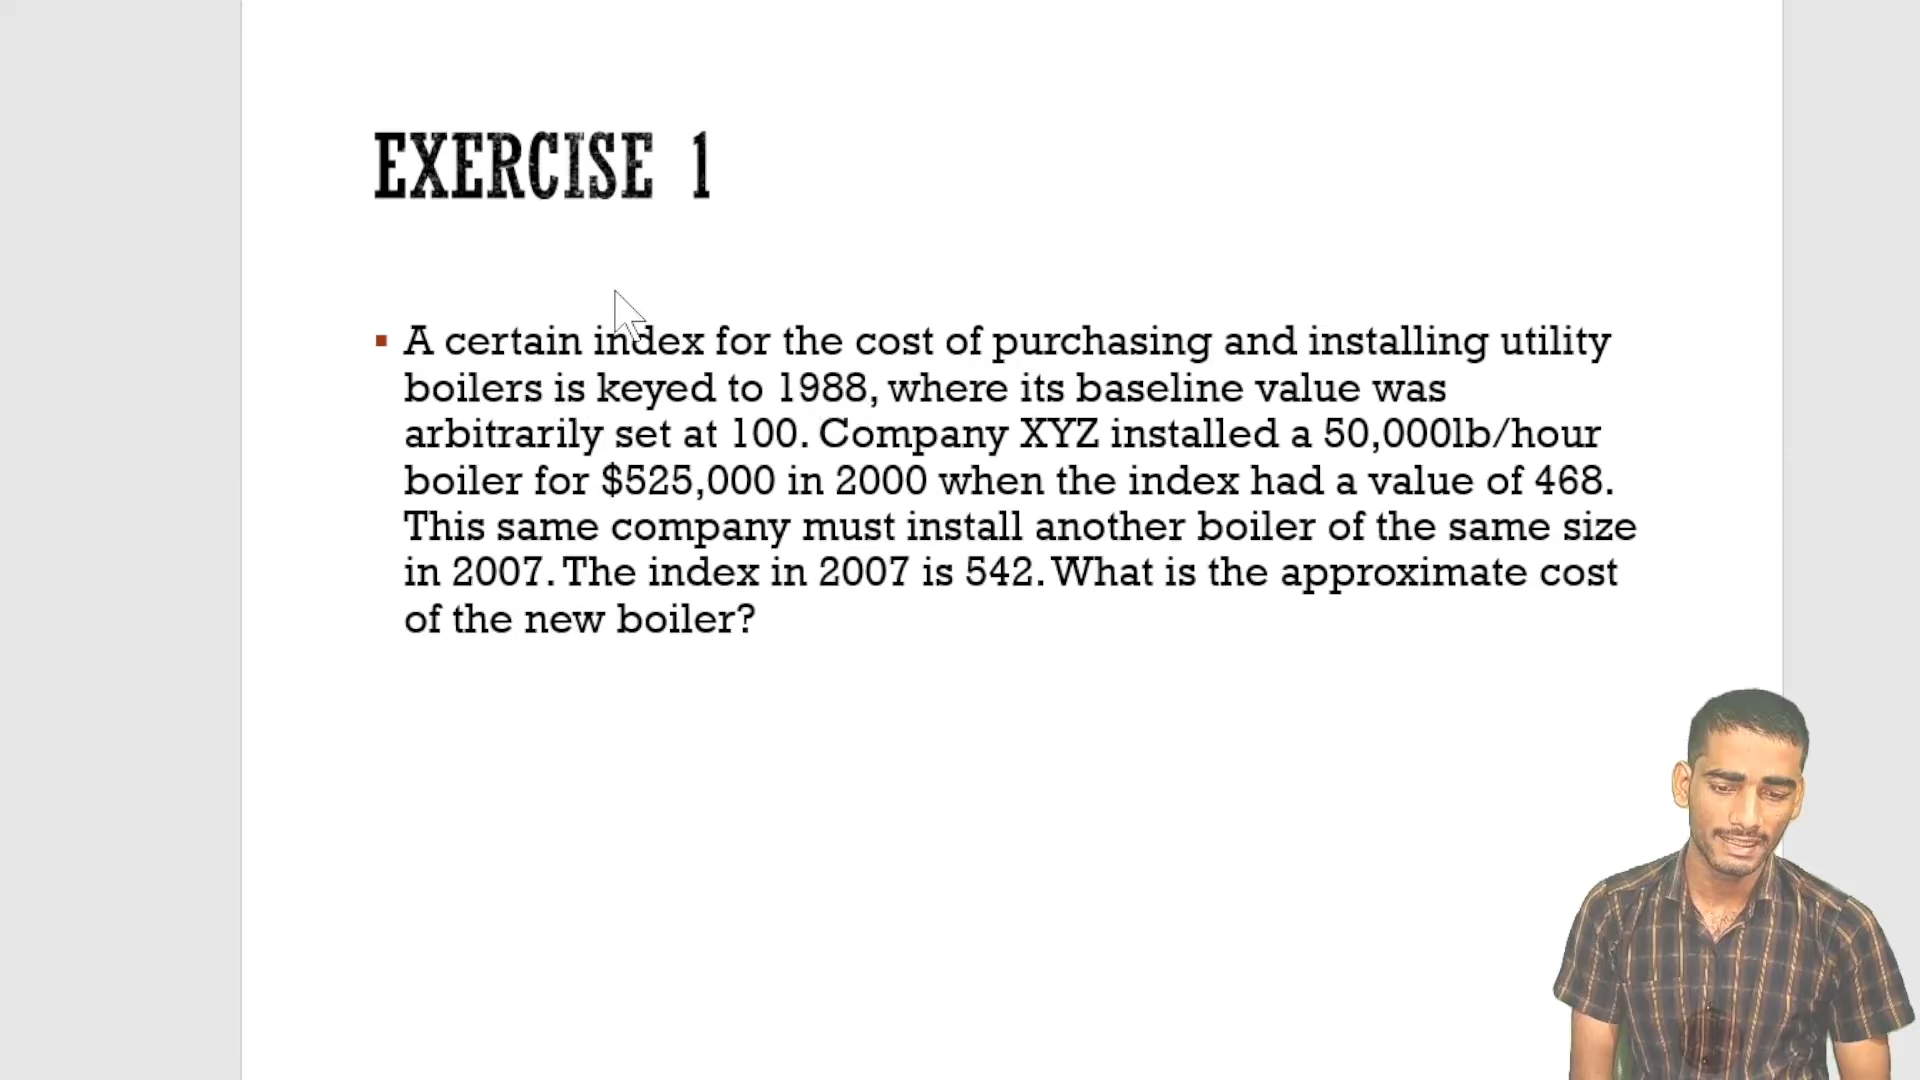 EXERCISE 1
▪ A certain index for the cost of purchasing and installing utility
boilers is keyed to 1988, where its baseline value was
arbitrarily set at 100. Company XYZ installed a 50,000lb/hour
boiler for $525,000 in 2000 when the index had a value of 468.
This same company must install another boiler of the same size
in 2007. The index in 2007 is 542. What is the approximate cost
of the new boiler?